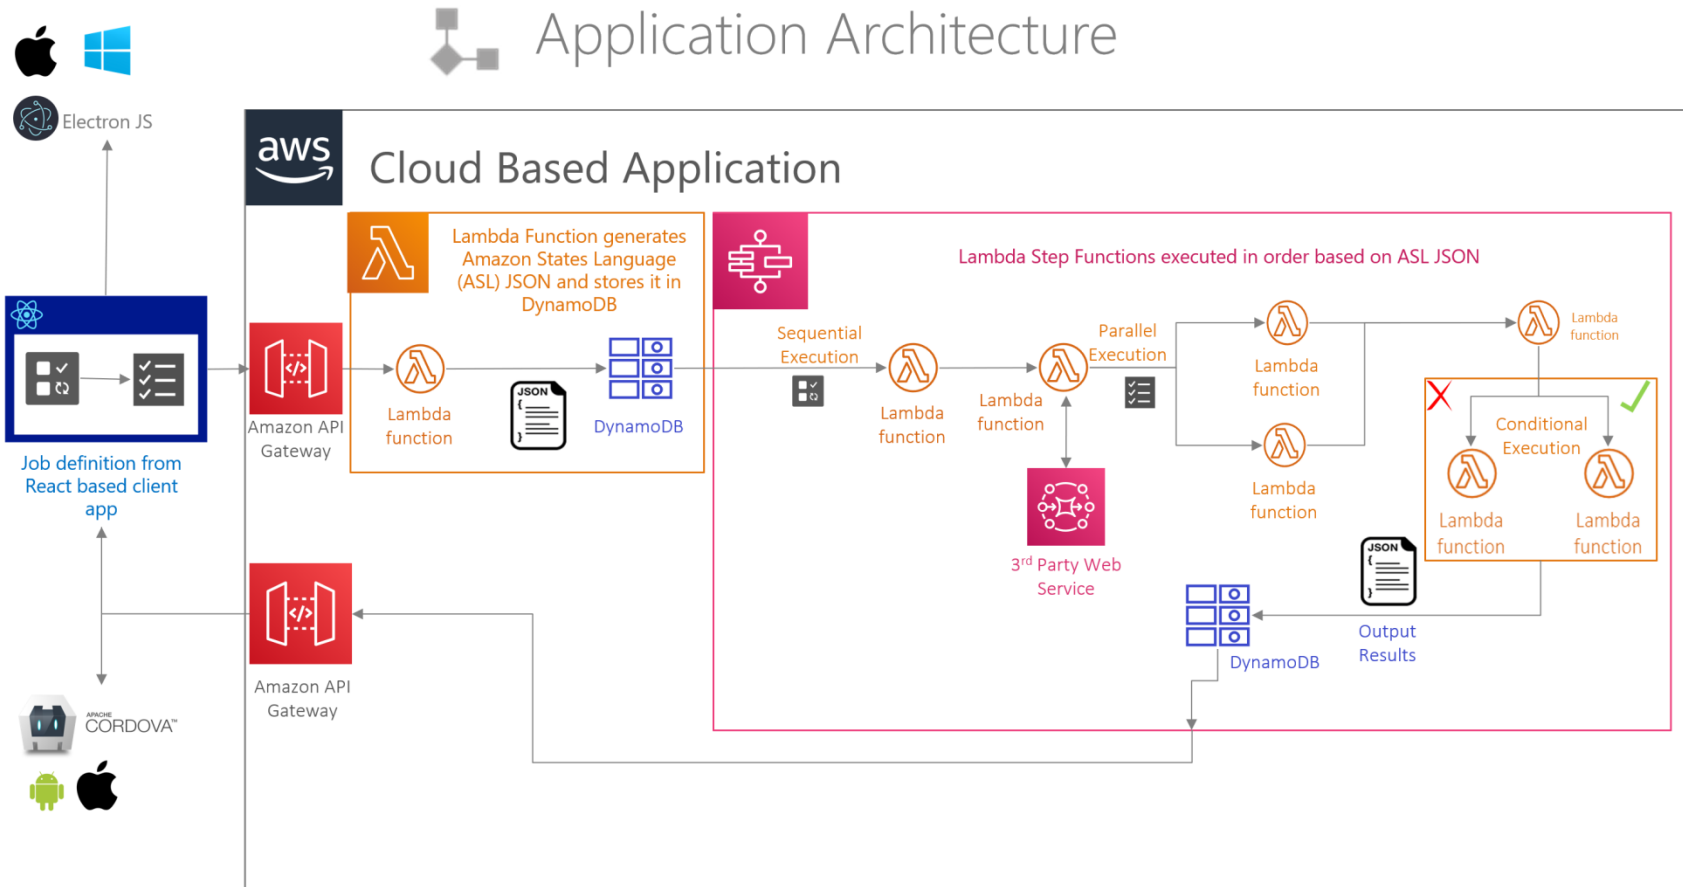 Application Architecture
Electron JS
aws
Cloud Based Application
Lambda Function generates
Amazon States Language
(ASL) JSON and stores it in
DynamoDB
Lambda Step Functions executed in order based on ASL JSON
Amazon API
Gateway
Lambda
function
JSON
{
}
DynamoDB
Sequential
Execution
Lambda
function
Lambda
function
Parallel
Execution
Lambda
function
Lambda
function
Lambda
function
Conditional
Execution
Lambda
function
Lambda
function
3rd Party Web
Service
JSON
{
}
Output
Results
DynamoDB
Job definition from
React based client
app
Amazon API
Gateway
APACHE
CORDOVA™